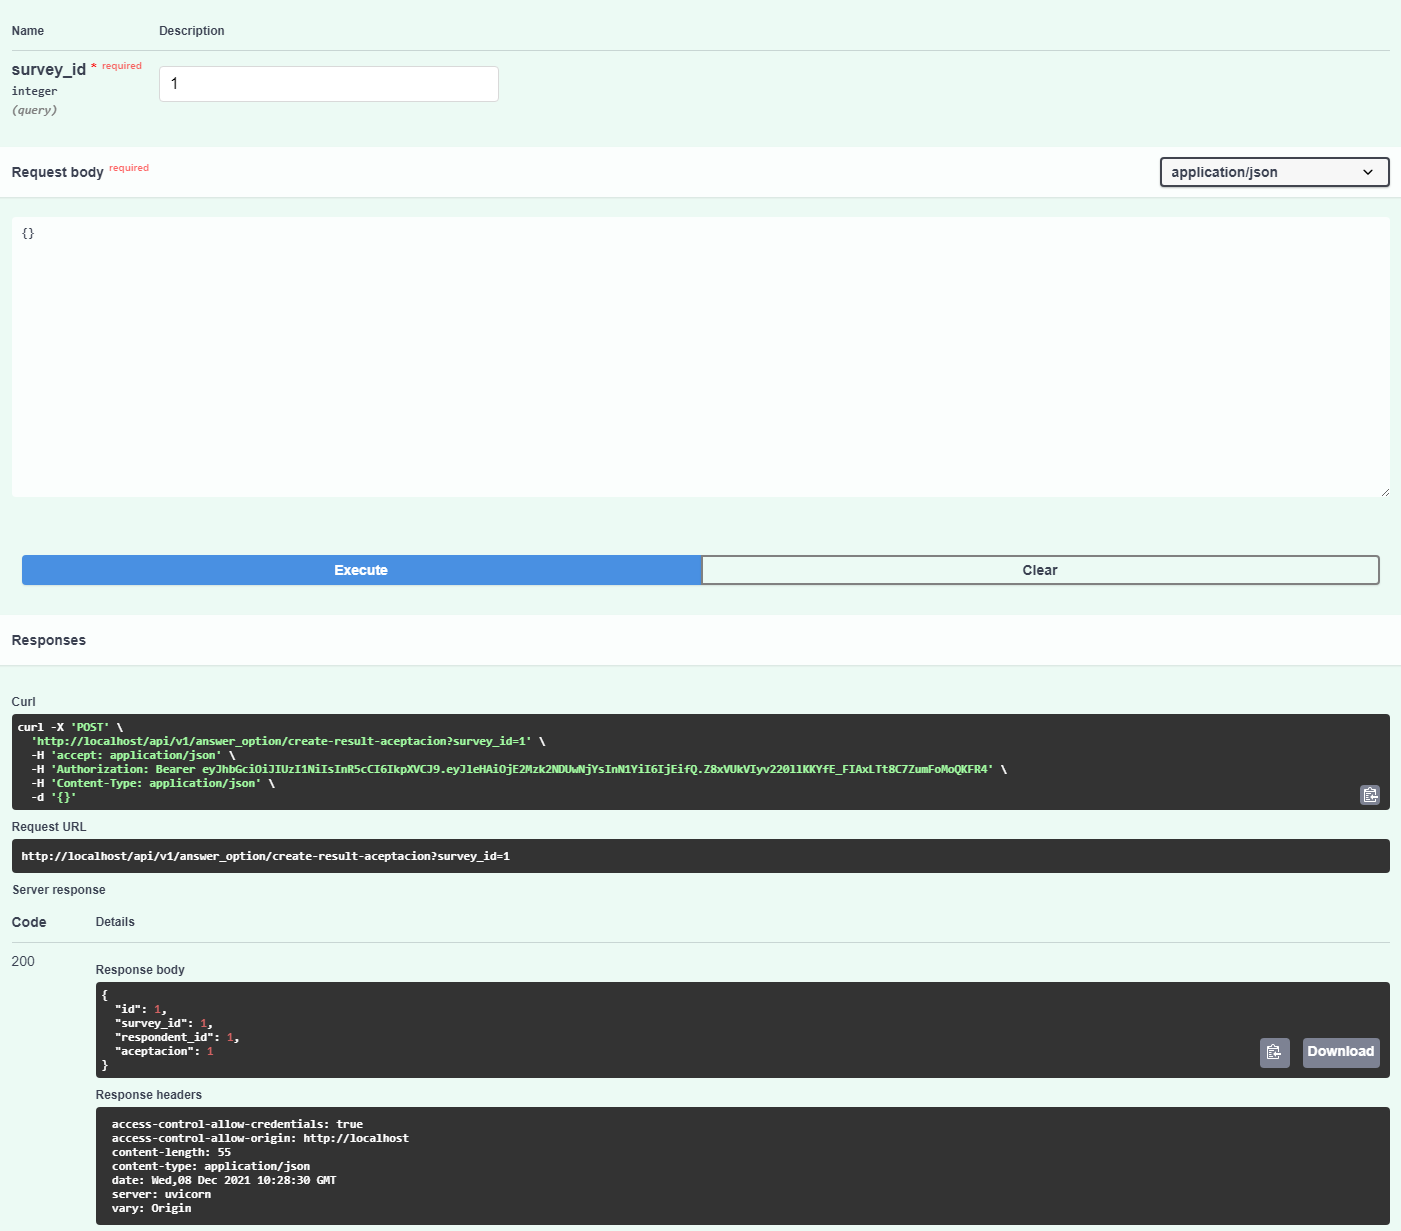 Name Description
survey_id * required
integer
(query)
1
Request body required
application/json
{}
Execute Clear
Responses
Curl
curl -X 'POST' \
'http://localhost/api/v1/answer_option/create-result-aceptacion?survey_id=1' \
-H 'accept: application/json' \
-H 'Authorization: Bearer eyJhbGciOiJIUzI1NiIsInR5cCI6IkpXVCJ9.eyJleHAiOjE2Mzk2NDUwNjYsInN1YiI6IjEifQ.Z8xVUkVIyv220llKKYfE_FIAxLTt8C7ZumFoMoQKFR4' \
-H 'Content-Type: application/json' \
-d '{}'
Request URL
http://localhost/api/v1/answer_option/create-result-aceptacion?survey_id=1
Server response
Code Details
200
Response body
{
"id": 1,
"survey_id": 1,
"respondent_id": 1,
"aceptacion": 1
}
Download
Response headers
access-control-allow-credentials: true
access-control-allow-origin: http://localhost
content-length: 55
content-type: application/json
date: Wed,08 Dec 2021 10:28:30 GMT
server: uvicorn
vary: Origin